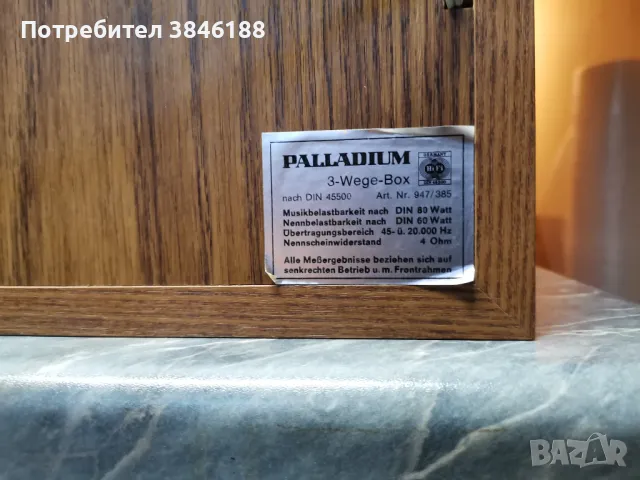 Потребител 3846188
PALLADIUM
3-Wege-Box
nach DIN 45500 Art. Nr. 947/385
Musikbelastbarkeit nach DIN 80 Watt
Nennbelastbarkeit nach DIN 60 Watt
Übertragungsbereich 45-ü. 20.000 Hz
Nennscheinwiderstand 4 Ohm
Alle Meßergebnisse beziehen sich auf
senkrechten Betrieb u. m. Frontrahmen
BAZAR